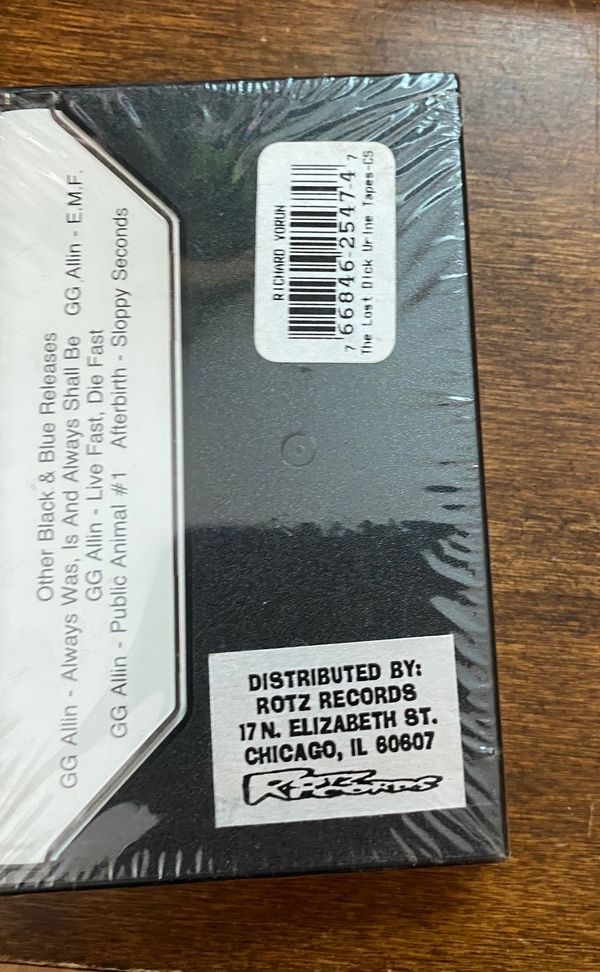 Other Black & Blue Releases
GG Allin - Always Was, Is And Always Shall Be   GG Allin - E.M.F.
GG Allin - Live Fast, Die Fast
GG Allin - Public Animal #1   Afterbirth - Sloppy Seconds
RICHARD YORUN
7 66846-2547-4 7
The Lost Dick Urine Tapes-CS
DISTRIBUTED BY:
ROTZ RECORDS
17 N. ELIZABETH ST.
CHICAGO, IL 60607
ROTZ RECORDS